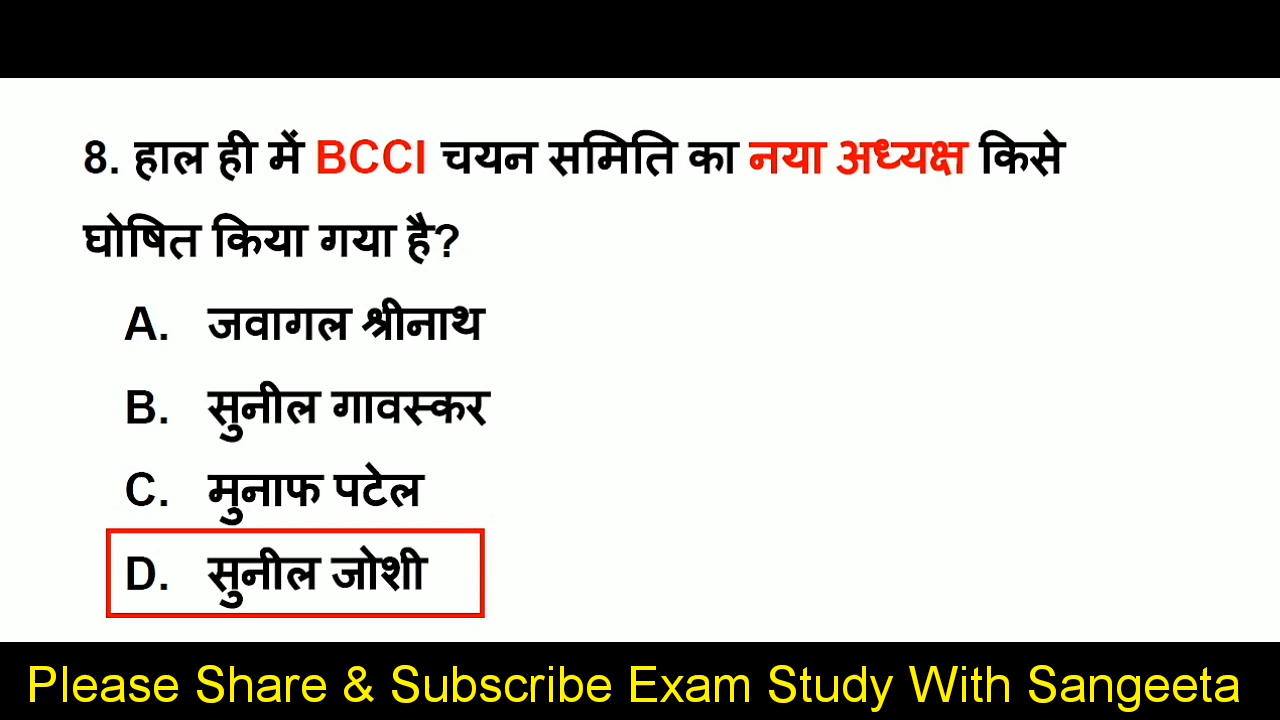 8. हाल ही में BCCI चयन समिति का नया अध्यक्ष किसे
घोषित किया गया है?
A. जवागल श्रीनाथ
B. सुनील गावस्कर
C. मुनाफ पटेल
D. सुनील जोशी
Please Share & Subscribe Exam Study With Sangeeta